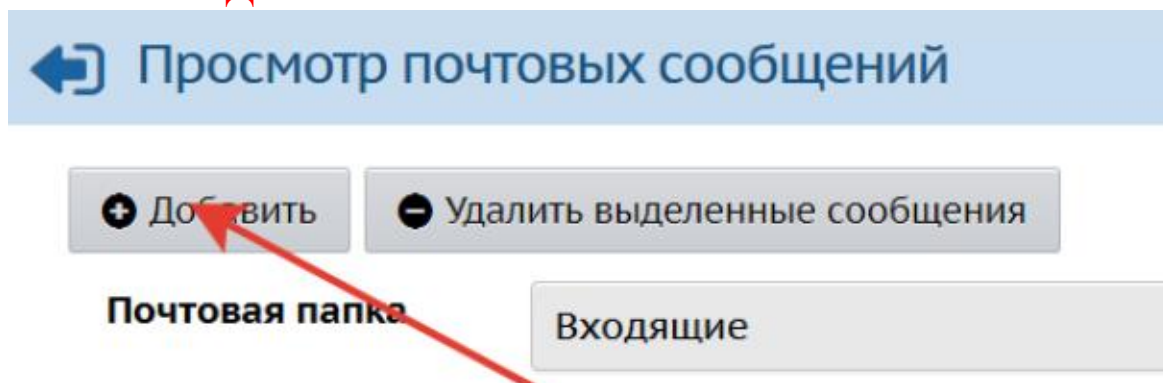 Просмотр почтовых сообщений
Добавить Удалить выделенные сообщения
Почтовая папка Входящие